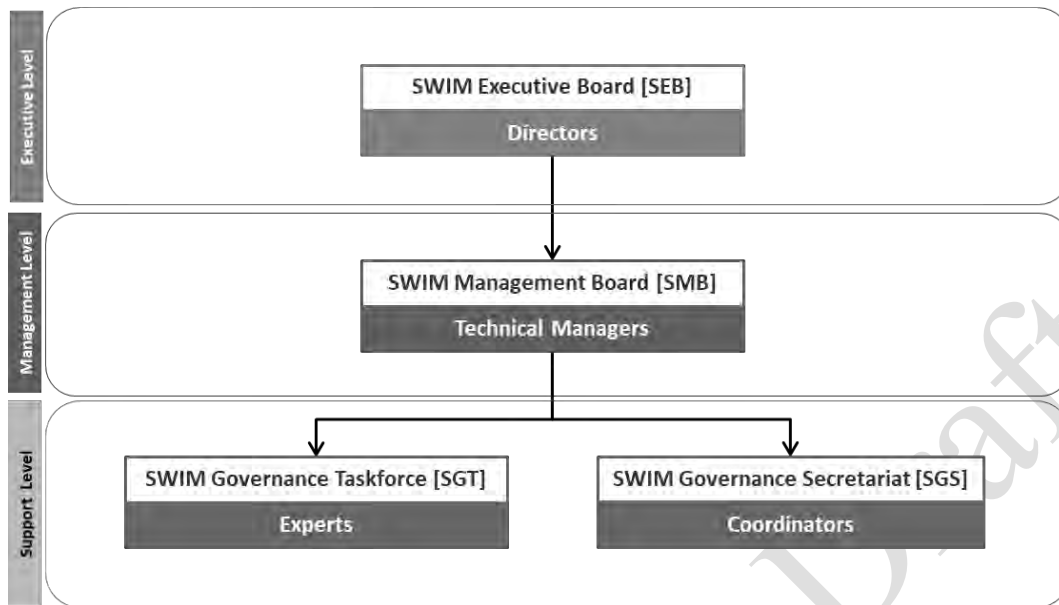 Executive Level
SWIM Executive Board [SEB]
Directors
Management Level
SWIM Management Board [SMB]
Technical Managers
Support Level
SWIM Governance Taskforce [SGT]
Experts
SWIM Governance Secretariat [SGS]
Coordinators
Draft